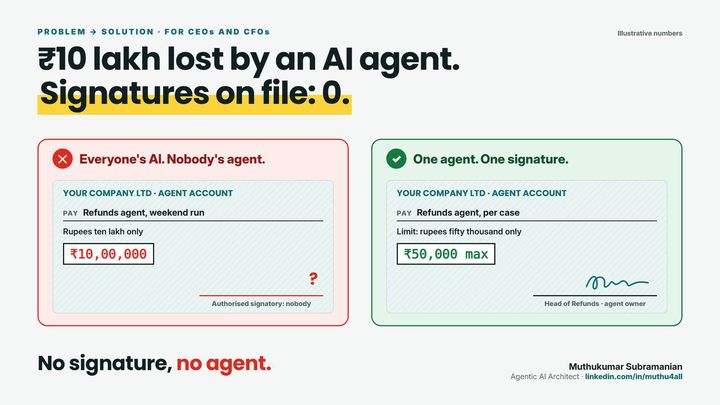 PROBLEM → SOLUTION · FOR CEOs AND CFOs
Illustrative numbers
₹10 lakh lost by an AI agent.
Signatures on file: 0.
Everyone's AI. Nobody's agent.
YOUR COMPANY LTD · AGENT ACCOUNT
PAY Refunds agent, weekend run
Rupees ten lakh only
₹10,00,000
?
Authorised signatory: nobody
One agent. One signature.
YOUR COMPANY LTD · AGENT ACCOUNT
PAY Refunds agent, per case
Limit: rupees fifty thousand only
₹50,000 max
Head of Refunds · agent owner
No signature, no agent.
Muthukumar Subramanian
Agentic AI Architect · linkedin.com/in/muthu4all